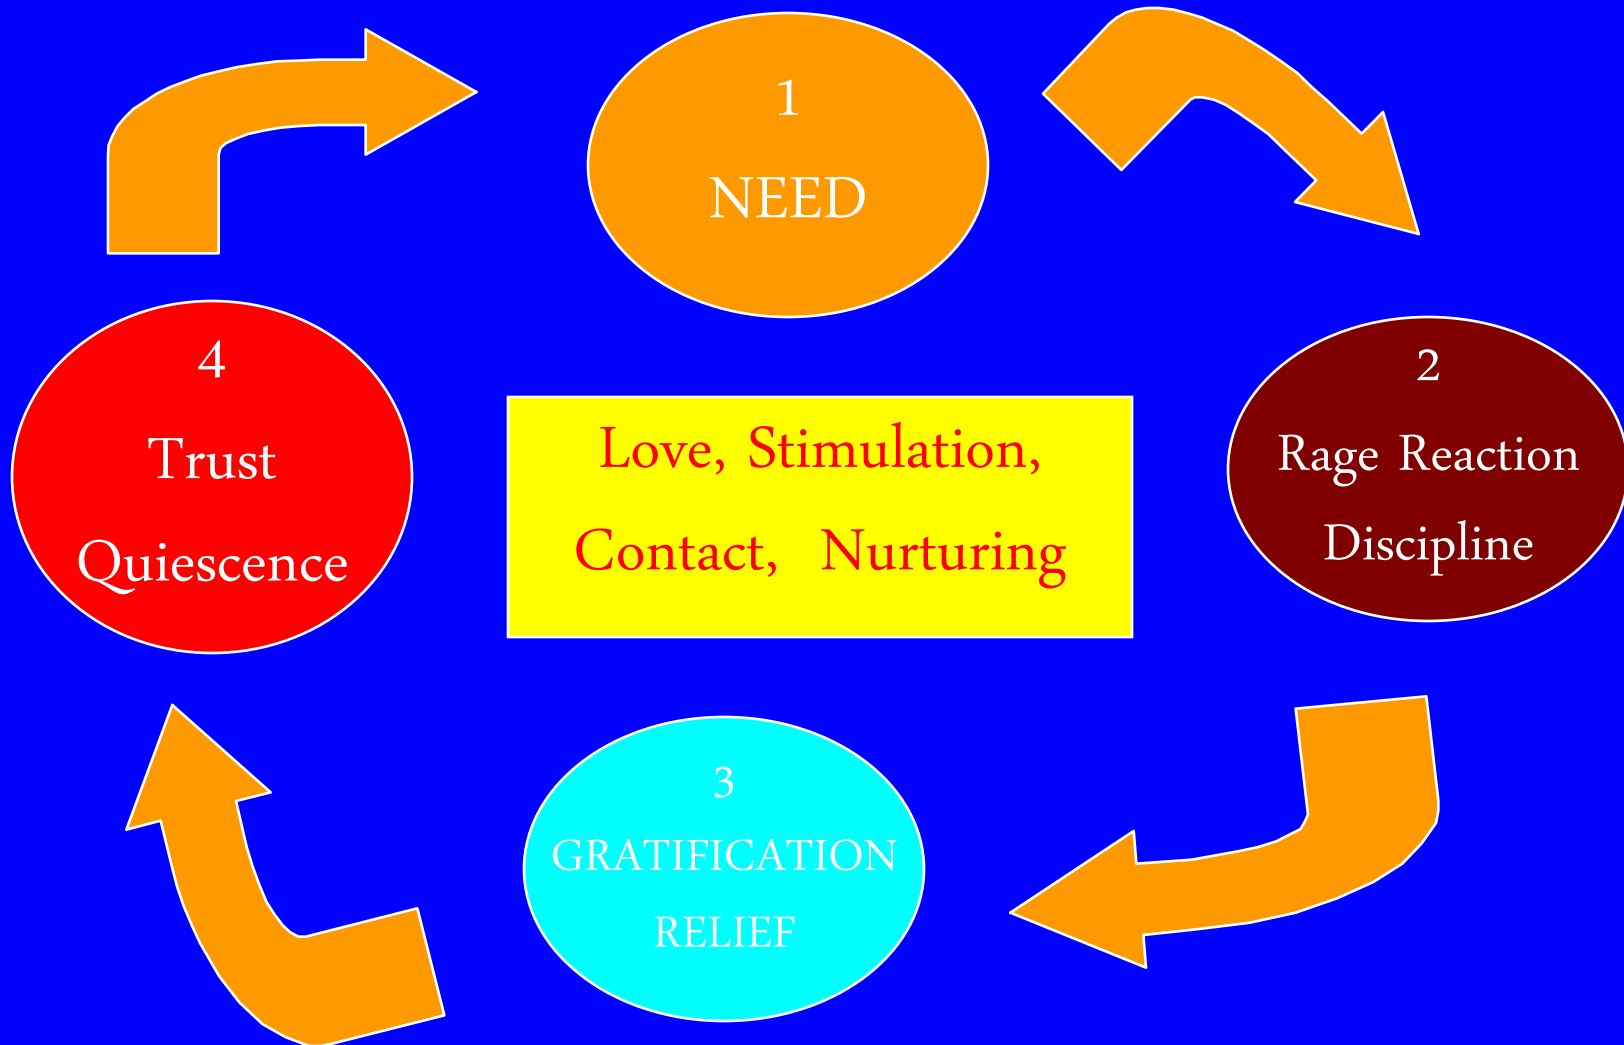 1
NEED
2
Rage Reaction
Discipline
3
GRATIFICATION
RELIEF
4
Trust
Quiescence
Love, Stimulation,
Contact, Nurturing